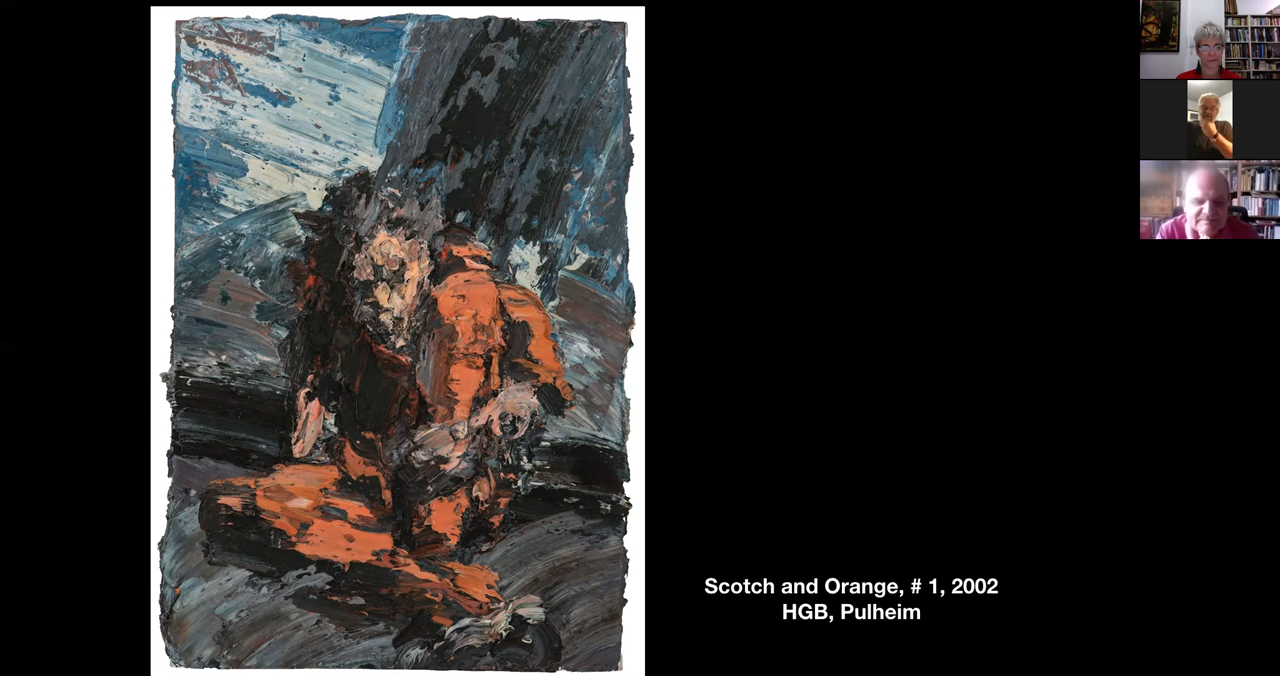 Scotch and Orange, # 1, 2002
HGB, Pulheim